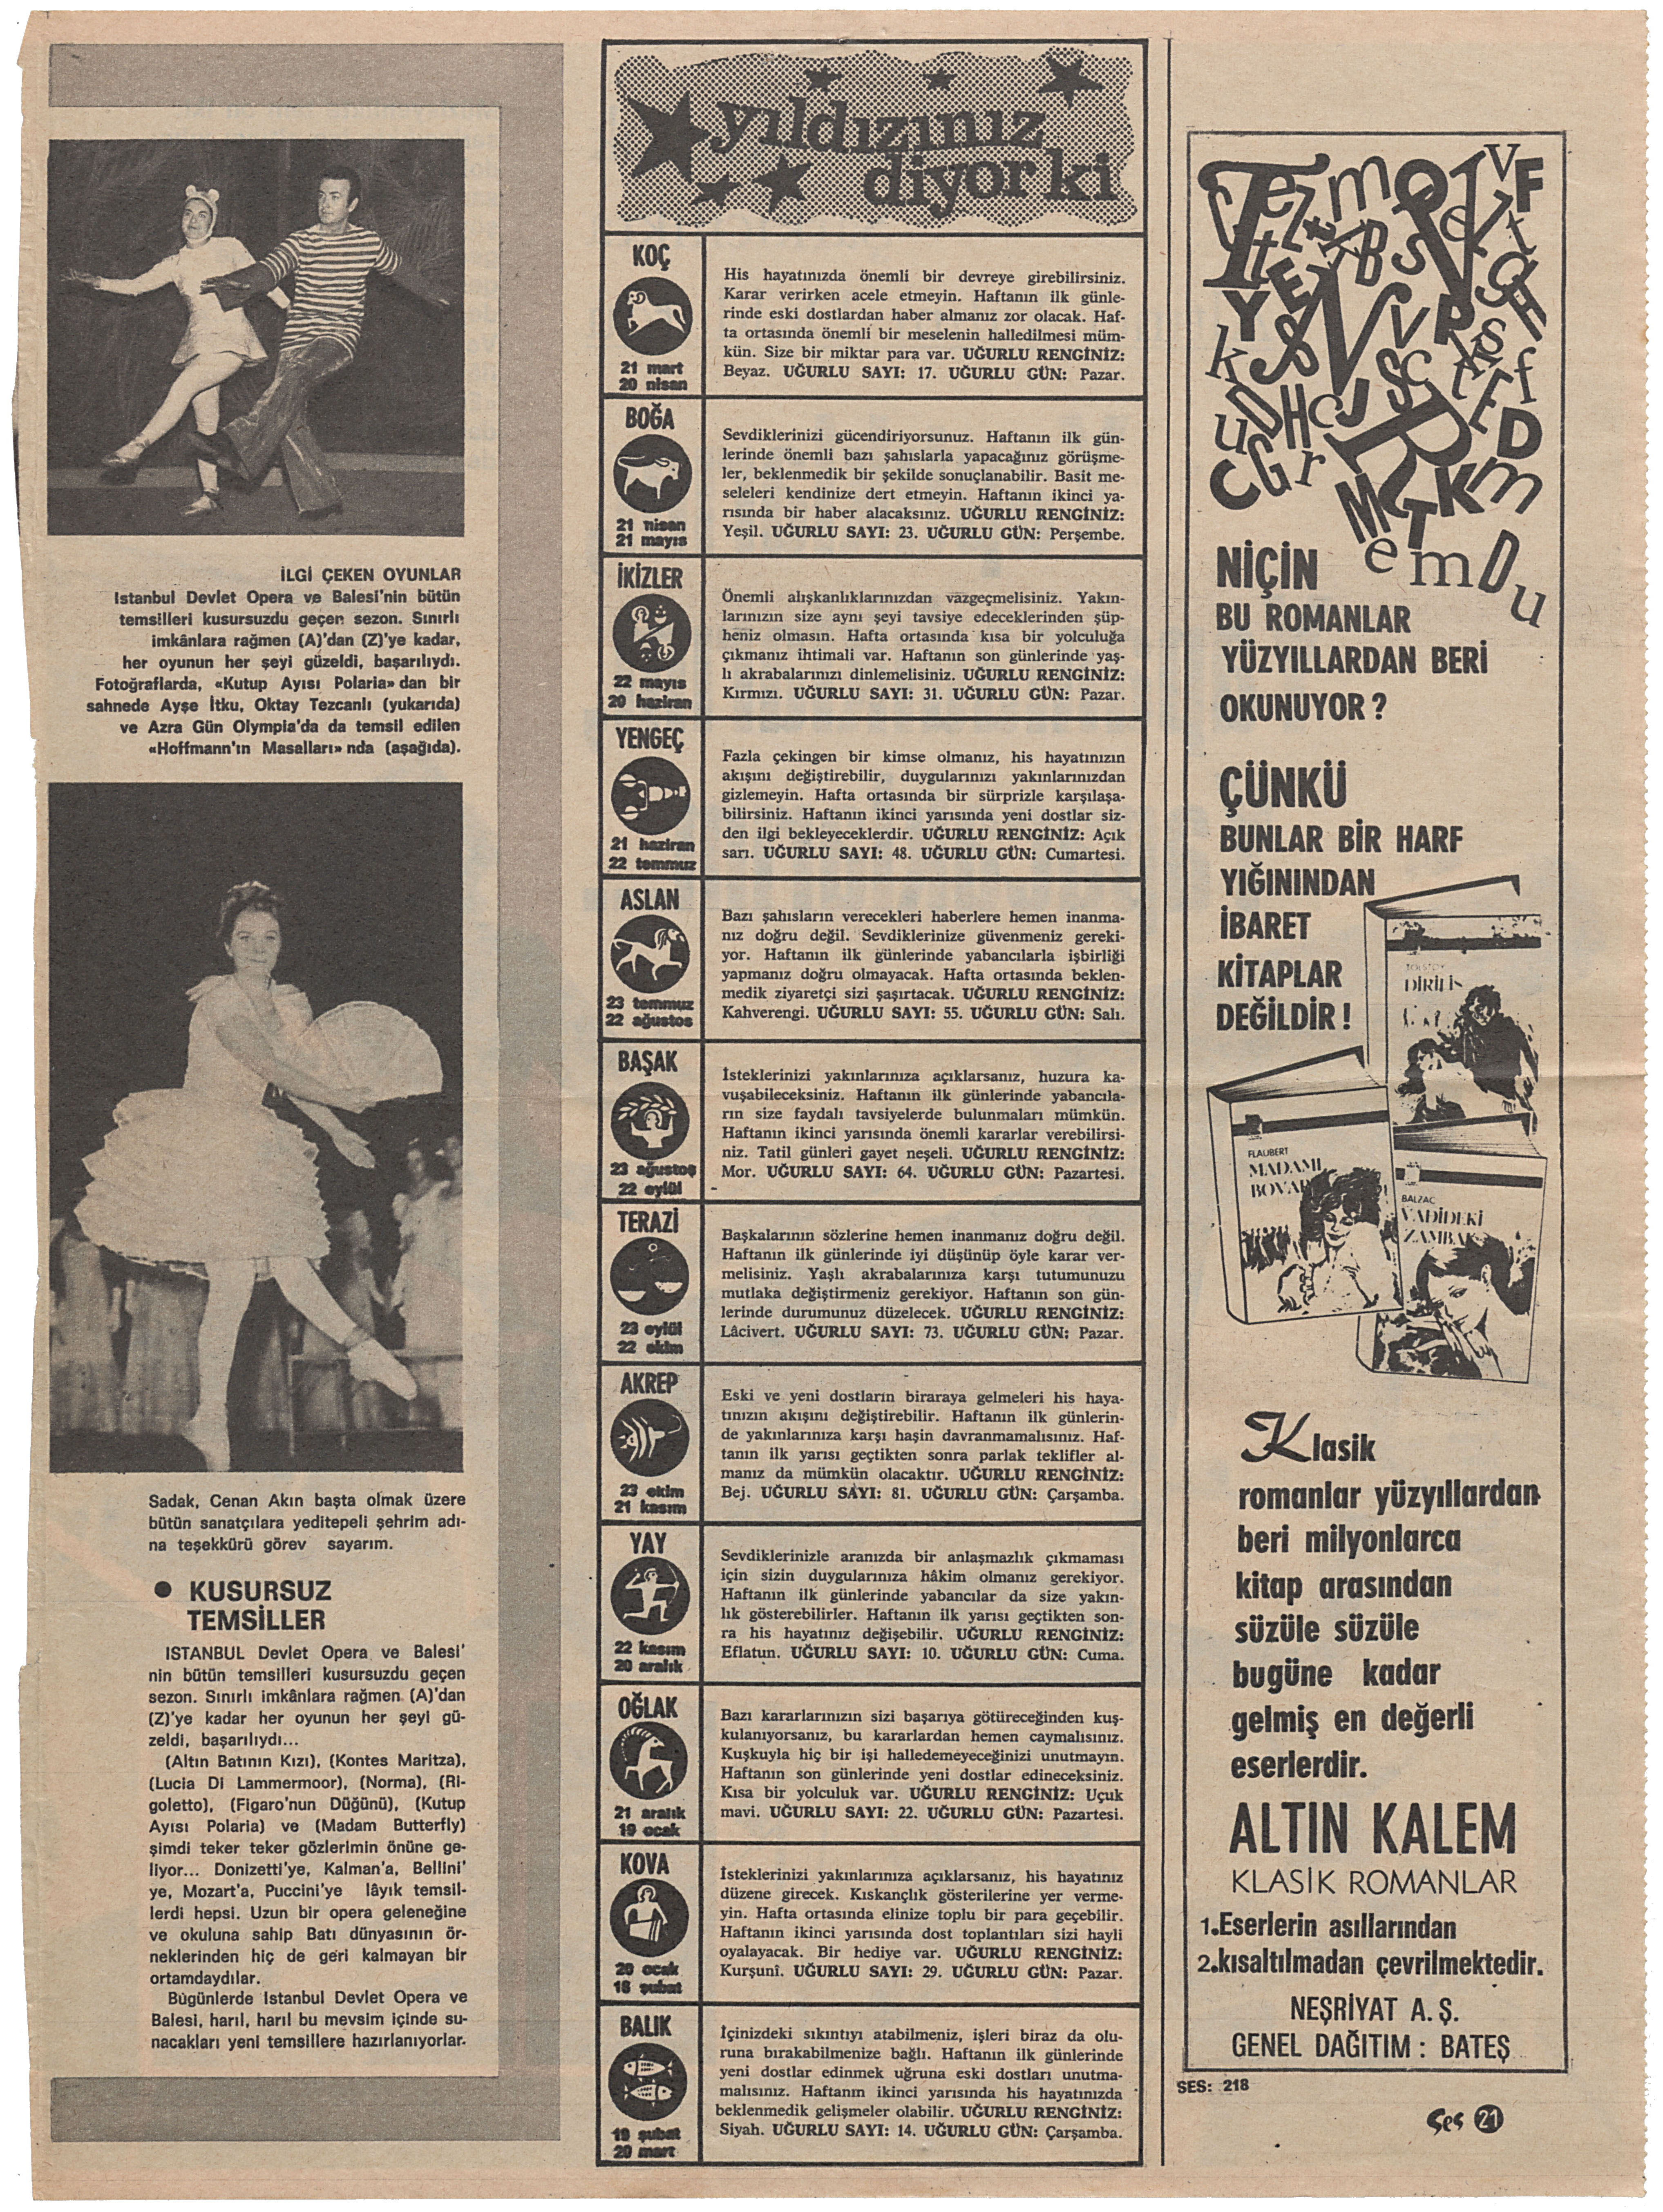 İLGİ ÇEKEN OYUNLAR
Istanbul Devlet Opera ve Balesi'nin bütün
temsilleri kusursuzdu geçen sezon. Sınırlı
imkânlara rağmen (A)'dan (Z)'ye kadar,
her oyunun her şeyi güzeldi, başarılıydı.
Fotoğraflarda, «Kutup Ayısı Polaria» dan bir
sahnede Ayşe İtku, Oktay Tezcanlı (yukarıda)
ve Azra Gün Olympia'da da temsil edilen
«Hoffmann'ın Masalları» nda (aşağıda).
Sadak, Cenan Akın başta olmak üzere
bütün sanatçılara yeditepeli şehrim adı-
na teşekkürü görev sayarım.
● KUSURSUZ
TEMSİLLER
ISTANBUL Devlet Opera ve Balesi'
nin bütün temsilleri kusursuzdu geçen
sezon. Sınırlı imkânlara rağmen (A)'dan
(Z)'ye kadar her oyunun her şeyi gü-
zeldi, başarılıydı...
(Altın Batının Kızı), (Kontes Maritza),
(Lucia Di Lammermoor), (Norma), (Ri-
goletto), (Figaro'nun Düğünü), (Kutup
Ayısı Polaria) ve (Madam Butterfly)
şimdi teker teker gözlerimin önüne ge-
liyor... Donizetti'ye, Kalman'a, Bellini'
ye, Mozart'a, Puccini'ye lâyık temsil-
lerdi hepsi. Uzun bir opera geleneğine
ve okuluna sahip Batı dünyasının ör-
neklerinden hiç de geri kalmayan bir
ortamdaydılar.
Bugünlerde Istanbul Devlet Opera ve
Balesi, harıl, harıl bu mevsim içinde su-
nacakları yeni temsillere hazırlanıyorlar.
yıldızınız
diyor ki
KOÇ
21 mart
20 nisan
His hayatınızda önemli bir devreye girebilirsiniz.
Karar verirken acele etmeyin. Haftanın ilk günle-
rinde eski dostlardan haber almanız zor olacak. Haf-
ta ortasında önemli bir meselenin halledilmesi müm-
kün. Size bir miktar para var. UĞURLU RENGİNİZ:
Beyaz. UĞURLU SAYI: 17. UĞURLU GÜN: Pazar.
BOĞA
21 nisan
21 mayıs
Sevdiklerinizi gücendiriyorsunuz. Haftanın ilk gün-
lerinde önemli bazı şahıslarla yapacağınız görüşme-
ler, beklenmedik bir şekilde sonuçlanabilir. Basit me-
seleleri kendinize dert etmeyin. Haftanın ikinci ya-
rısında bir haber alacaksınız. UĞURLU RENGİNİZ:
Yeşil. UĞURLU SAYI: 23. UĞURLU GÜN: Perşembe.
İKİZLER
22 mayıs
20 haziran
Önemli alışkanlıklarınızdan vazgeçmelisiniz. Yakın-
larınızın size aynı şeyi tavsiye edeceklerinden şüp-
heniz olmasın. Hafta ortasında kısa bir yolculuğa
çıkmanız ihtimali var. Haftanın son günlerinde yaş-
lı akrabalarınızı dinlemelisiniz. UĞURLU RENGİNİZ:
Kırmızı. UĞURLU SAYI: 31. UĞURLU GÜN: Pazar.
YENGEÇ
21 haziran
22 temmuz
Fazla çekingen bir kimse olmanız, his hayatınızın
akışını değiştirebilir, duygularınızı yakınlarınızdan
gizlemeyin. Hafta ortasında bir sürprizle karşılaşa-
bilirsiniz. Haftanın ikinci yarısında yeni dostlar siz-
den ilgi bekleyeceklerdir. UĞURLU RENGİNİZ: Açık
sarı. UĞURLU SAYI: 48. UĞURLU GÜN: Cumartesi.
ASLAN
23 temmuz
22 ağustos
Bazı şahısların verecekleri haberlere hemen inanma-
nız doğru değil. Sevdiklerinize güvenmeniz gereki-
yor. Haftanın ilk günlerinde yabancılarla işbirliği
yapmanız doğru olmayacak. Hafta ortasında beklen-
medik ziyaretçi sizi şaşırtacak. UĞURLU RENGİNİZ:
Kahverengi. UĞURLU SAYI: 55. UĞURLU GÜN: Salı.
BAŞAK
23 ağustos
22 eylül
İsteklerinizi yakınlarınıza açıklarsanız, huzura ka-
vuşabileceksiniz. Haftanın ilk günlerinde yabancıla-
rın size faydalı tavsiyelerde bulunmaları mümkün.
Haftanın ikinci yarısında önemli kararlar verebilirsi-
niz. Tatil günleri gayet neşeli. UĞURLU RENGİNİZ:
Mor. UĞURLU SAYI: 64. UĞURLU GÜN: Pazartesi.
TERAZİ
23 eylül
22 ekim
Başkalarının sözlerine hemen inanmanız doğru değil.
Haftanın ilk günlerinde iyi düşünüp öyle karar ver-
melisiniz. Yaşlı akrabalarınıza karşı tutumunuzu
mutlaka değiştirmeniz gerekiyor. Haftanın son gün-
lerinde durumunuz düzelecek. UĞURLU RENGİNİZ:
Lâcivert. UĞURLU SAYI: 73. UĞURLU GÜN: Pazar.
AKREP
23 ekim
21 kasım
Eski ve yeni dostların biraraya gelmeleri his haya-
tınızın akışını değiştirebilir. Haftanın ilk günlerin-
de yakınlarınıza karşı haşin davranmamalısınız. Haf-
tanın ilk yarısı geçtikten sonra parlak teklifler al-
manız da mümkün olacaktır. UĞURLU RENGİNİZ:
Bej. UĞURLU SAYI: 81. UĞURLU GÜN: Çarşamba.
YAY
22 kasım
20 aralık
Sevdiklerinizle aranızda bir anlaşmazlık çıkmaması
için sizin duygularınıza hâkim olmanız gerekiyor.
Haftanın ilk günlerinde yabancılar da size yakın-
lık gösterebilirler. Haftanın ilk yarısı geçtikten son-
ra his hayatınız değişebilir. UĞURLU RENGİNİZ:
Eflatun. UĞURLU SAYI: 10. UĞURLU GÜN: Cuma.
OĞLAK
21 aralık
19 ocak
Bazı kararlarınızın sizi başarıya götüreceğinden kuş-
kulanıyorsanız, bu kararlardan hemen caymalısınız.
Kuşkuyla hiç bir işi halledemeyeceğinizi unutmayın.
Haftanın son günlerinde yeni dostlar edineceksiniz.
Kısa bir yolculuk var. UĞURLU RENGİNİZ: Uçuk
mavi. UĞURLU SAYI: 22. UĞURLU GÜN: Pazartesi.
KOVA
20 ocak
18 şubat
İsteklerinizi yakınlarınıza açıklarsanız, his hayatınız
düzene girecek. Kıskançlık gösterilerine yer verme-
yin. Hafta ortasında elinize toplu bir para geçebilir.
Haftanın ikinci yarısında dost toplantıları sizi hayli
oyalayacak. Bir hediye var. UĞURLU RENGİNİZ:
Kurşunî. UĞURLU SAYI: 29. UĞURLU GÜN: Pazar.
BALIK
19 şubat
20 mart
İçinizdeki sıkıntıyı atabilmeniz, işleri biraz da olu-
runa bırakabilmenize bağlı. Haftanın ilk günlerinde
yeni dostlar edinmek uğruna eski dostları unutma-
malısınız. Haftanın ikinci yarısında his hayatınızda
beklenmedik gelişmeler olabilir. UĞURLU RENGİNİZ:
Siyah. UĞURLU SAYI: 14. UĞURLU GÜN: Çarşamba.
NİÇİN
BU ROMANLAR
YÜZYILLARDAN BERİ
OKUNUYOR ?
ÇÜNKÜ
BUNLAR BİR HARF
YIĞININDAN
İBARET
KİTAPLAR
DEĞİLDİR !
TOLSTOY
DİRİLİŞ
FLAUBERT
MADAM
BOVARY
BALZAC
VADİDEKİ
ZAMBAK
Klasik
romanlar yüzyıllardan
beri milyonlarca
kitap arasından
süzüle süzüle
bugüne kadar
gelmiş en değerli
eserlerdir.
ALTIN KALEM
KLASİK ROMANLAR
1.Eserlerin asıllarından
2.kısaltılmadan çevrilmektedir.
NEŞRİYAT A. Ş.
GENEL DAĞITIM : BATEŞ
SES: 218
Ses 21